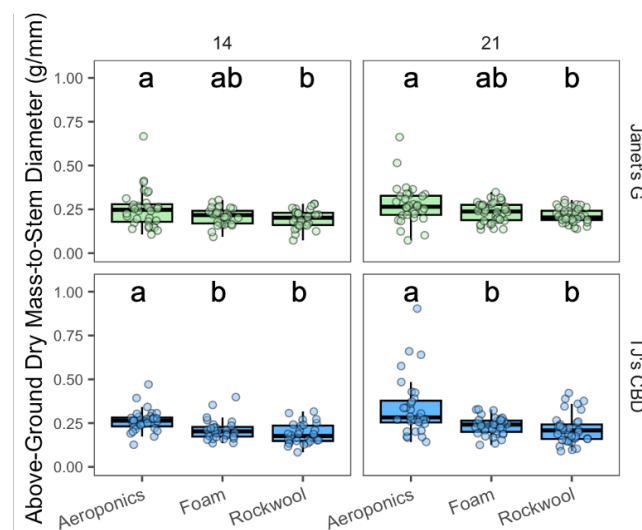 14 21
Above-Ground Dry Mass-to-Stem Diameter (g/mm)
1.00 a ab b a ab b
0.75
0.50
0.25
0.00
Janet's G
1.00 a b b a b b
0.75
0.50
0.25
0.00
TJ's CBD
Aeroponics Foam Rockwool Aeroponics Foam Rockwool